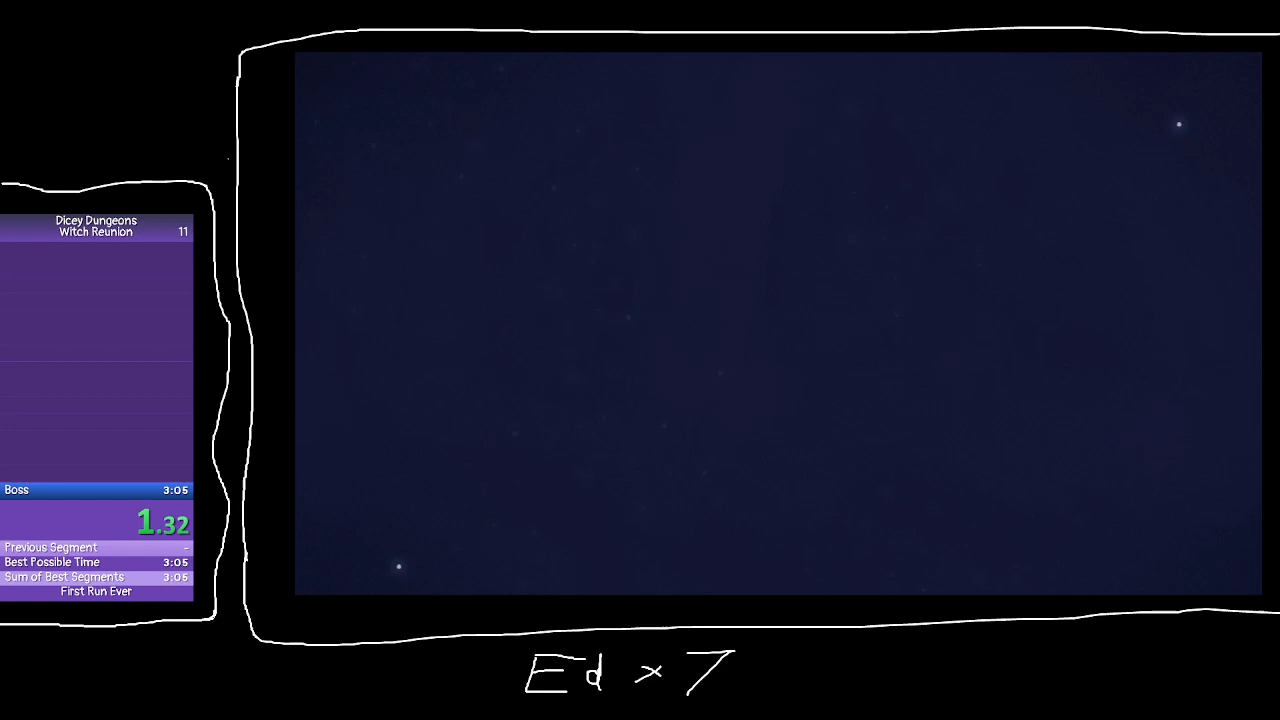 Dicey Dungeons
Witch Reunion 11
Boss 3:05
1.32
Previous Segment -
Best Possible Time 3:05
Sum of Best Segments 3:05
First Run Ever
Ed x 7